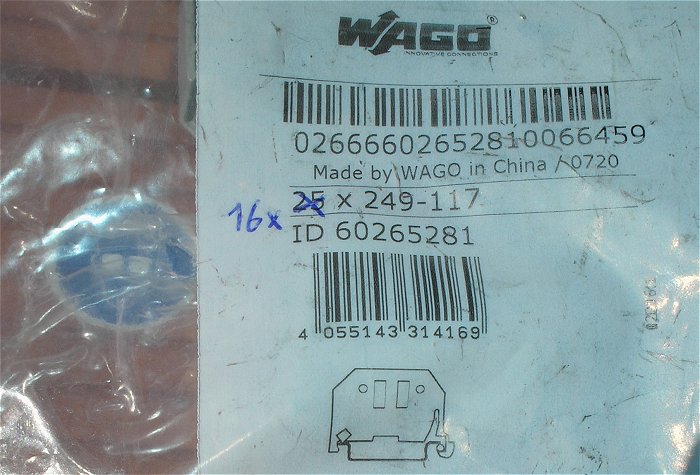 WAGO®
INNOVATIVE CONNECTIONS
02666602652810066459
Made by WAGO in China / 0720
16x 25 x 249-117
ID 60265281
4 055143 314169